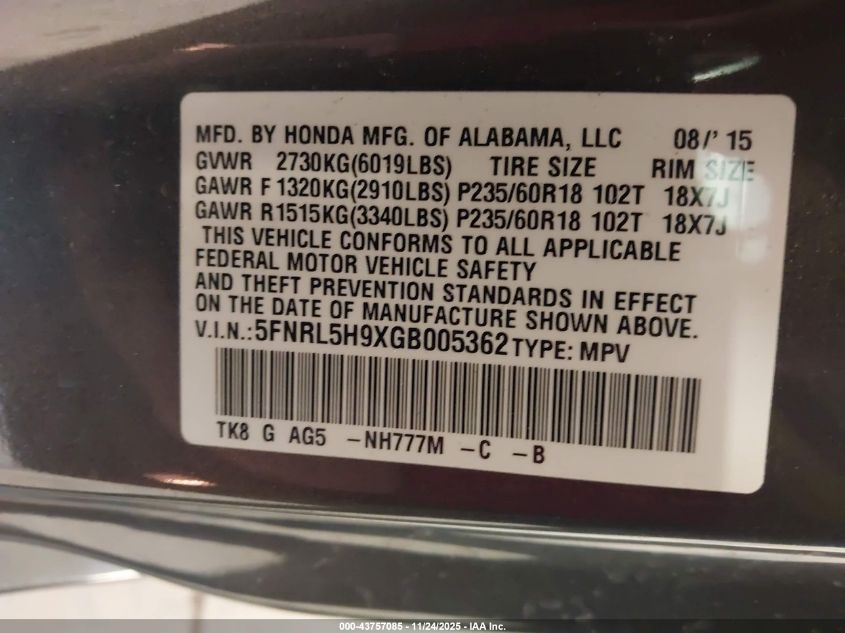 MFD. BY HONDA MFG. OF ALABAMA, LLC 08/' 15
GVWR 2730KG(6019LBS) TIRE SIZE RIM SIZE
GAWR F 1320KG(2910LBS) P235/60R18 102T 18X7J
GAWR R1515KG(3340LBS) P235/60R18 102T 18X7J
THIS VEHICLE CONFORMS TO ALL APPLICABLE
FEDERAL MOTOR VEHICLE SAFETY
AND THEFT PREVENTION STANDARDS IN EFFECT
ON THE DATE OF MANUFACTURE SHOWN ABOVE.
V.I.N.:5FNRL5H9XGB005362 TYPE: MPV
TK8 G AG5 -NH777M -C -B
000-43757085 - 11/24/2025 - IAA Inc.